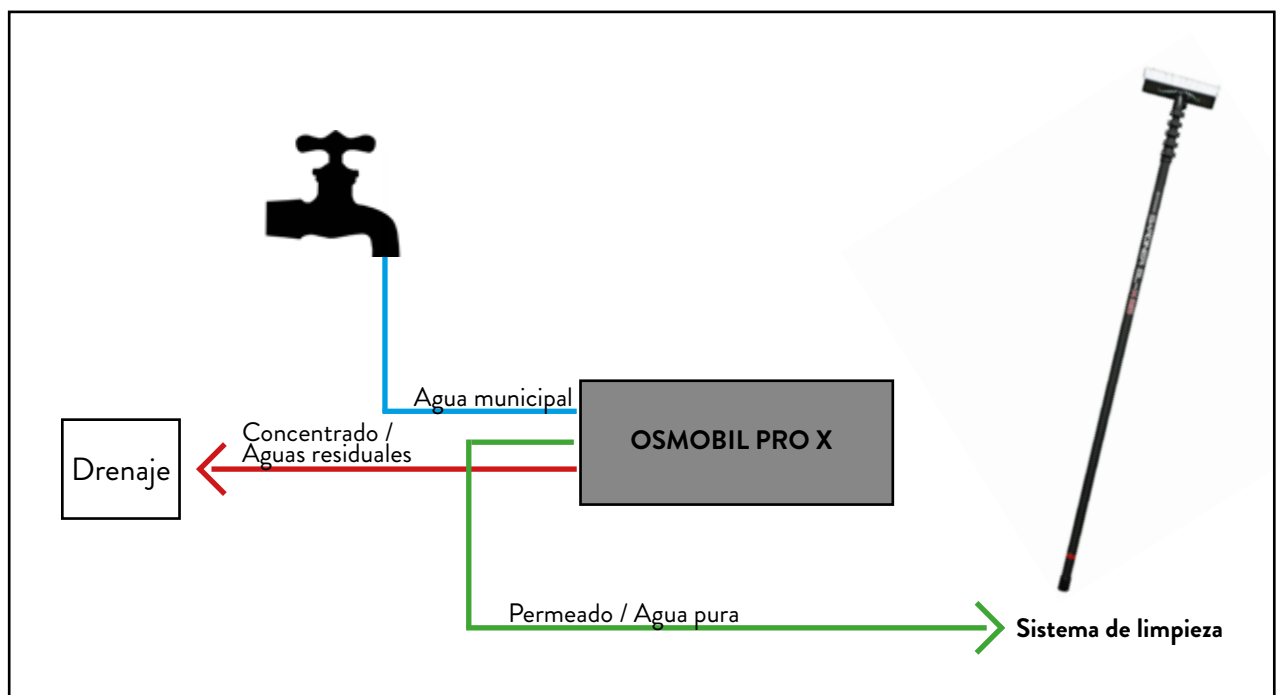 Agua municipal
OSMOBIL PRO X
Concentrado /
Aguas residuales
Drenaje
Permeado / Agua pura
Sistema de limpieza